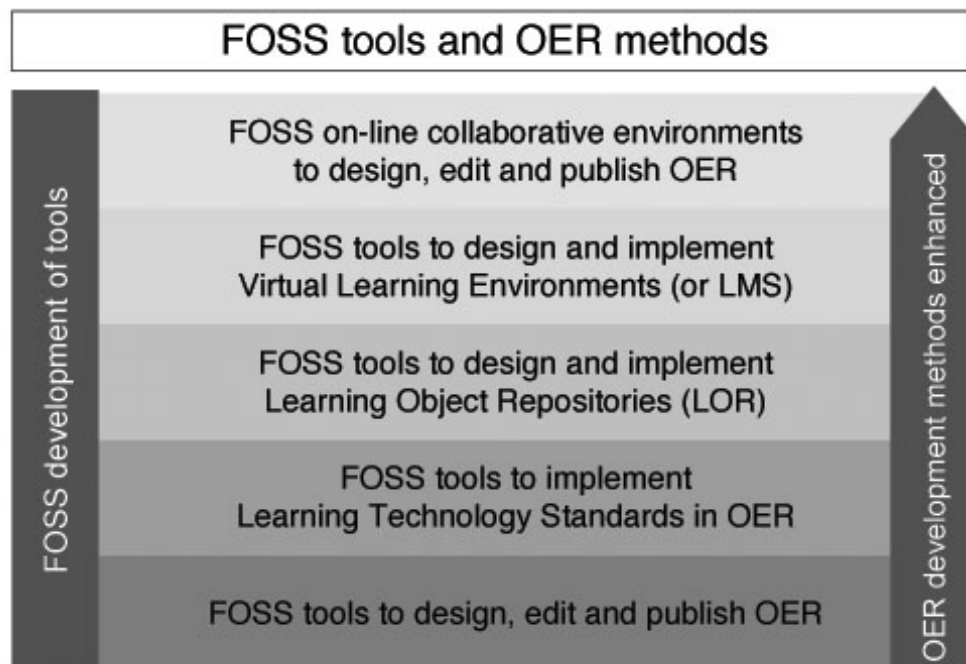 FOSS tools and OER methods
FOSS development of tools
FOSS on-line collaborative environments
to design, edit and publish OER
FOSS tools to design and implement
Virtual Learning Environments (or LMS)
FOSS tools to design and implement
Learning Object Repositories (LOR)
FOSS tools to implement
Learning Technology Standards in OER
FOSS tools to design, edit and publish OER
OER development methods enhanced